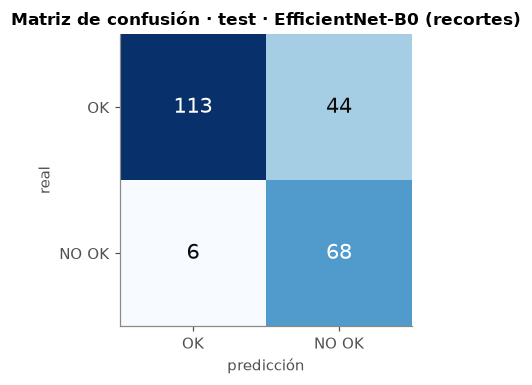 Matriz de confusión · test · EfficientNet-B0 (recortes)
OK
113
44
real
NO OK
6
68
OK
NO OK
predicción